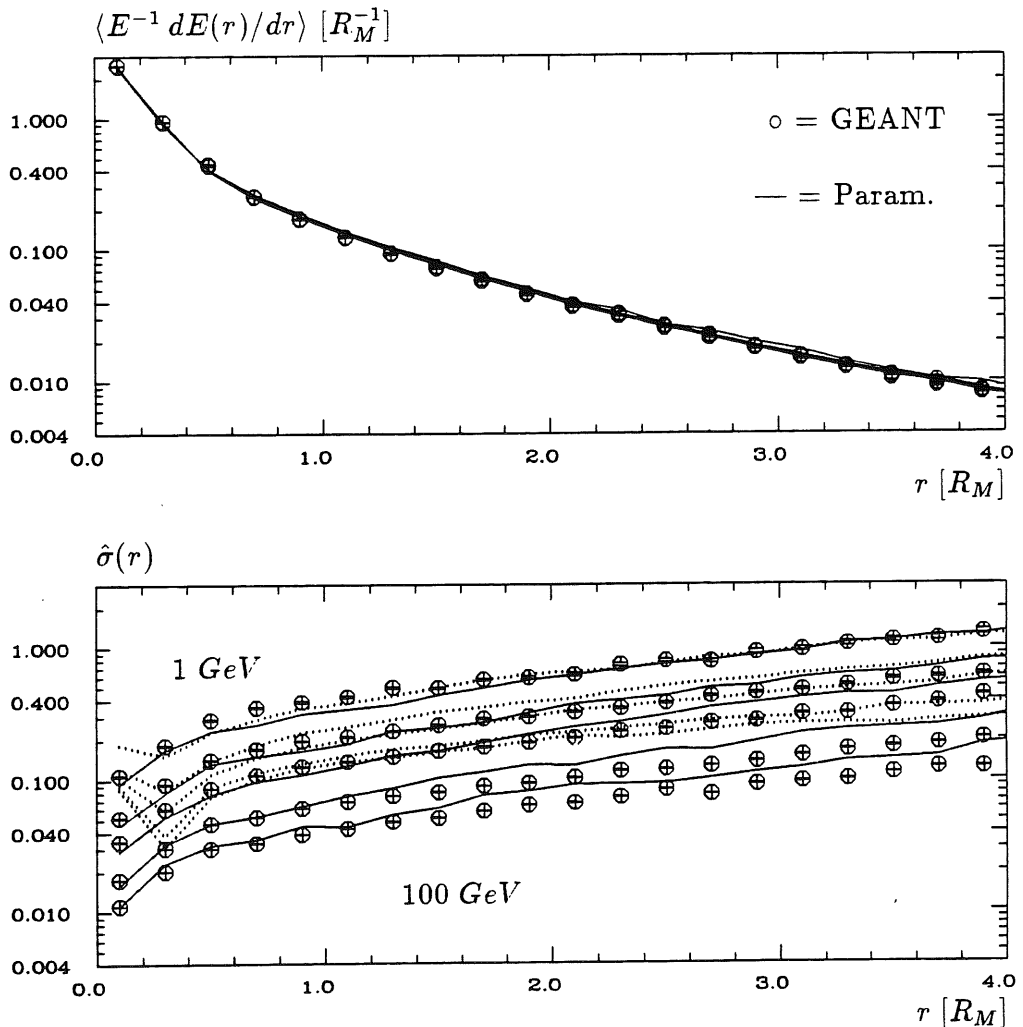 ⟨E⁻¹ dE(r)/dr⟩ [R_M⁻¹]
1.000
0.400
0.100
0.040
0.010
0.004
○ = GEANT
— = Param.
0.0 1.0 2.0 3.0 4.0
r [R_M]
σ̂(r)
1.000
0.400
0.100
0.040
0.010
0.004
1 GeV
100 GeV
0.0 1.0 2.0 3.0 4.0
r [R_M]